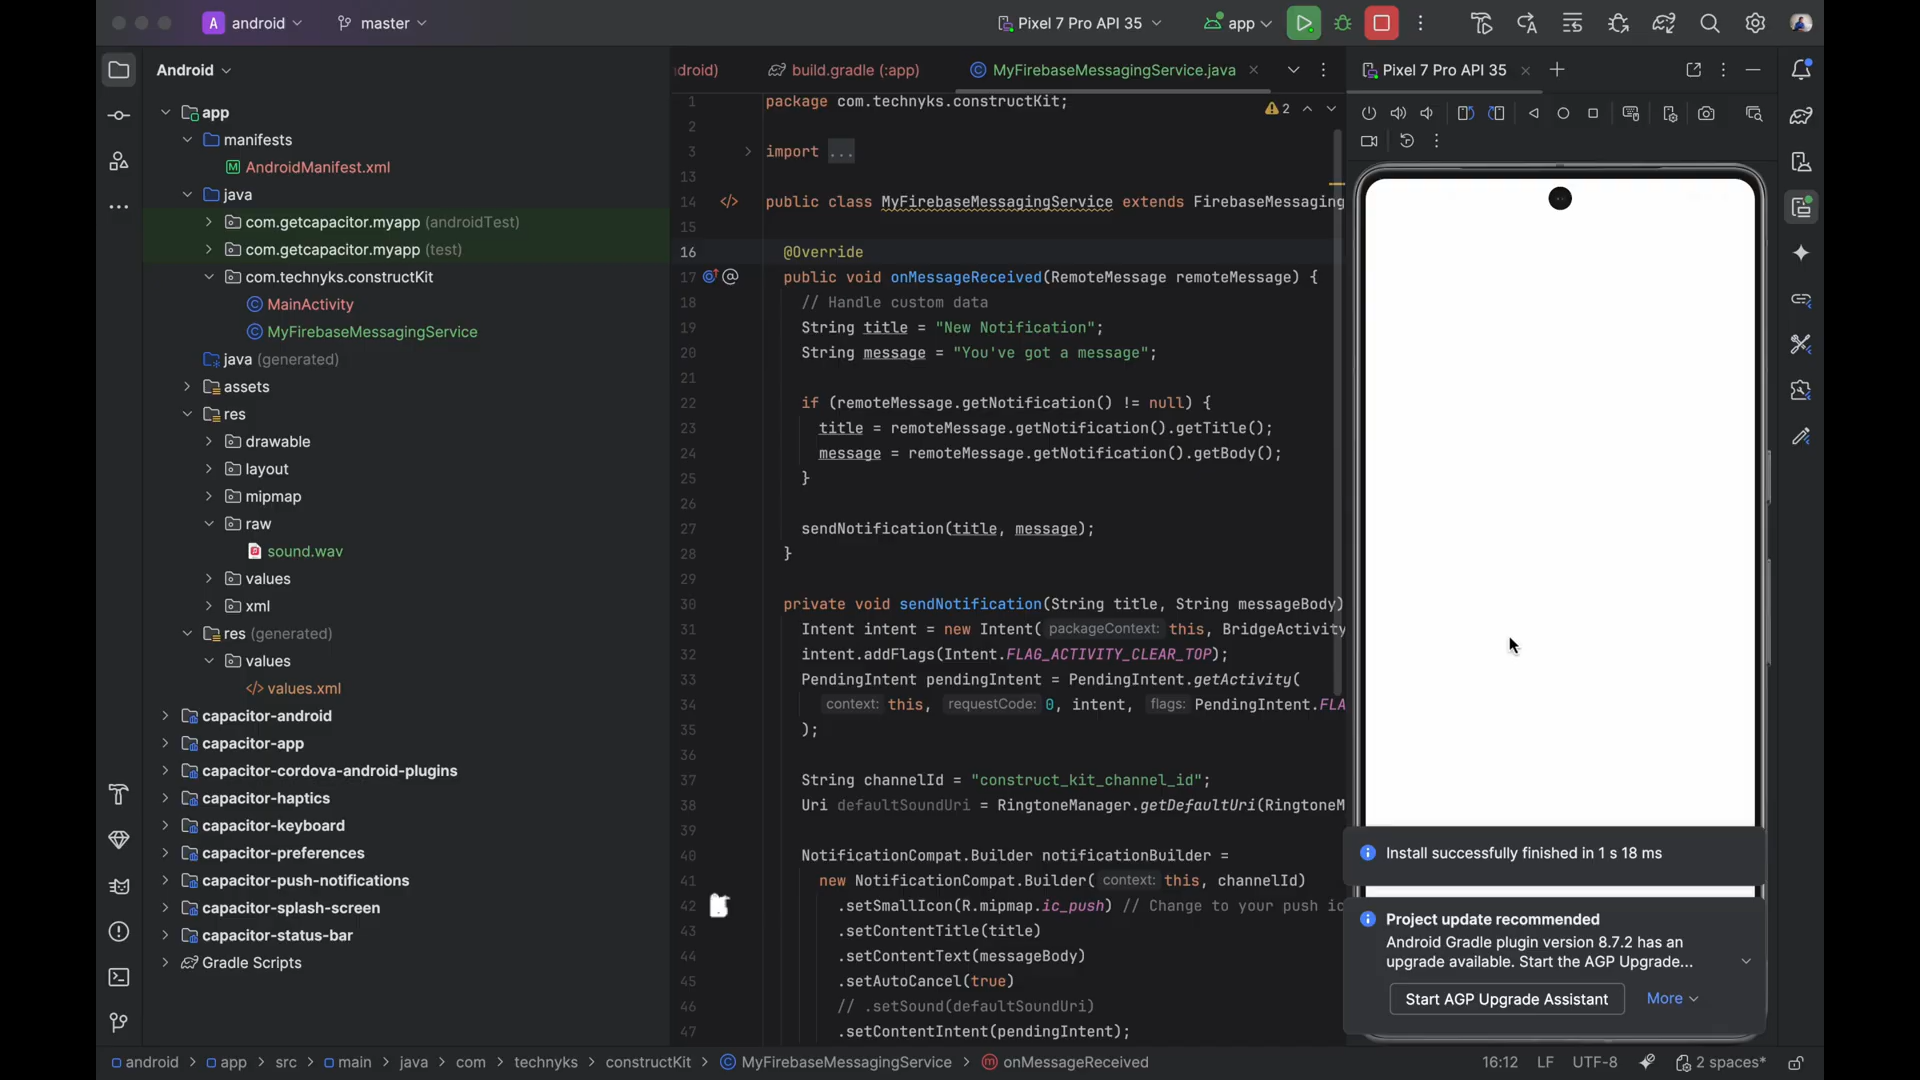 A android master Pixel 7 Pro API 35 app
Android
app
manifests
AndroidManifest.xml
java
com.getcapacitor.myapp (androidTest)
com.getcapacitor.myapp (test)
com.technyks.constructKit
MainActivity
MyFirebaseMessagingService
java (generated)
assets
res
drawable
layout
mipmap
raw
sound.wav
values
xml
res (generated)
values
values.xml
capacitor-android
capacitor-app
capacitor-cordova-android-plugins
capacitor-haptics
capacitor-keyboard
capacitor-preferences
capacitor-push-notifications
capacitor-splash-screen
capacitor-status-bar
Gradle Scripts
droid) build.gradle (:app) MyFirebaseMessagingService.java
2
1 package com.technyks.constructKit;
2
3 import ...
13
14 public class MyFirebaseMessagingService extends FirebaseMessaging
15
16 @Override
17 public void onMessageReceived(RemoteMessage remoteMessage) {
18 // Handle custom data
19 String title = "New Notification";
20 String message = "You've got a message";
21
22 if (remoteMessage.getNotification() != null) {
23 title = remoteMessage.getNotification().getTitle();
24 message = remoteMessage.getNotification().getBody();
25 }
26
27 sendNotification(title, message);
28 }
29
30 private void sendNotification(String title, String messageBody)
31 Intent intent = new Intent( packageContext: this, BridgeActivity
32 intent.addFlags(Intent.FLAG_ACTIVITY_CLEAR_TOP);
33 PendingIntent pendingIntent = PendingIntent.getActivity(
34 context: this, requestCode: 0, intent, flags: PendingIntent.FLA
35 );
36
37 String channelId = "construct_kit_channel_id";
38 Uri defaultSoundUri = RingtoneManager.getDefaultUri(RingtoneM
39
40 NotificationCompat.Builder notificationBuilder =
41 new NotificationCompat.Builder( context: this, channelId)
42 .setSmallIcon(R.mipmap.ic_push) // Change to your push ic
43 .setContentTitle(title)
44 .setContentText(messageBody)
45 .setAutoCancel(true)
46 // .setSound(defaultSoundUri)
47 .setContentIntent(pendingIntent);
Pixel 7 Pro API 35
Install successfully finished in 1 s 18 ms
Project update recommended
Android Gradle plugin version 8.7.2 has an
upgrade available. Start the AGP Upgrade...
Start AGP Upgrade Assistant More
android > app > src > main > java > com > technyks > constructKit > MyFirebaseMessagingService > onMessageReceived 16:12 LF UTF-8 2 spaces*